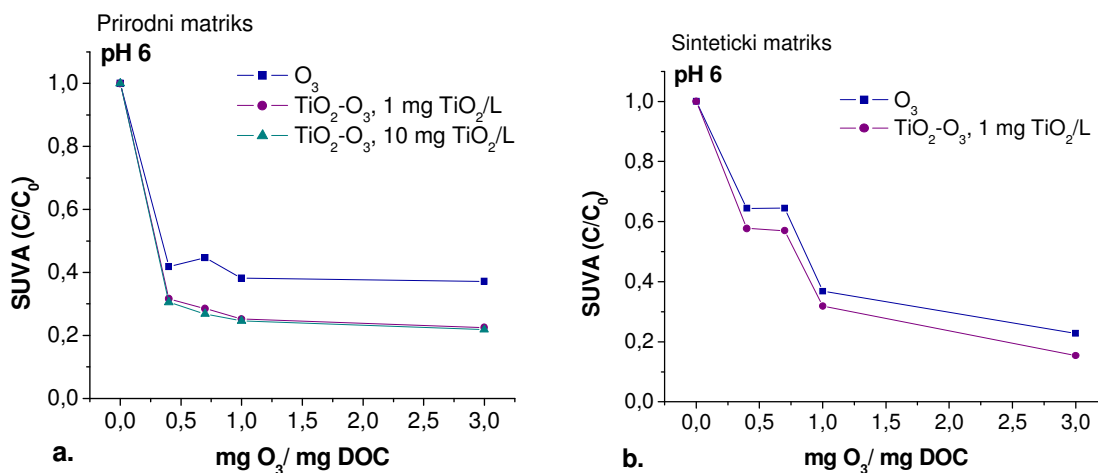 Prirodni matriks
pH 6
O₃
TiO₂-O₃, 1 mg TiO₂/L
TiO₂-O₃, 10 mg TiO₂/L
1,0
0,8
0,6
0,4
0,2
0,0
SUVA (C/C₀)
0,0 0,5 1,0 1,5 2,0 2,5 3,0
mg O₃/ mg DOC
a.
Sinteticki matriks
pH 6
O₃
TiO₂-O₃, 1 mg TiO₂/L
1,0
0,8
0,6
0,4
0,2
0,0
SUVA (C/C₀)
0,0 0,5 1,0 1,5 2,0 2,5 3,0
mg O₃/ mg DOC
b.